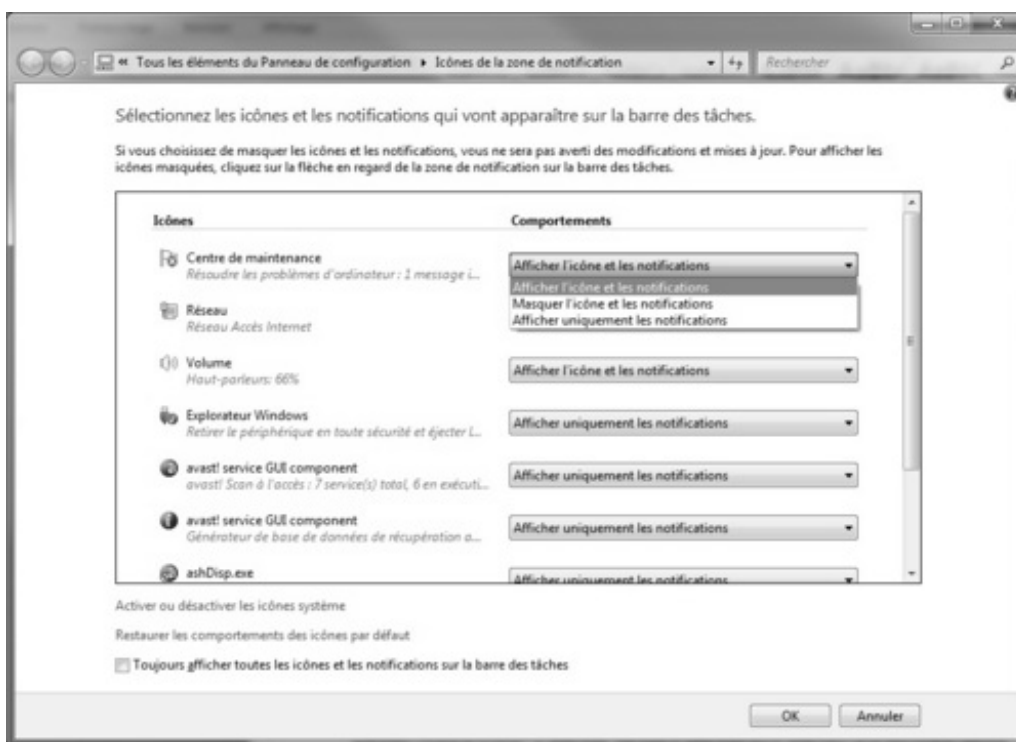 Tous les éléments du Panneau de configuration Icônes de la zone de notification Rechercher
Sélectionnez les icônes et les notifications qui vont apparaître sur la barre des tâches.
Si vous choisissez de masquer les icônes et les notifications, vous ne sera pas averti des modifications et mises à jour. Pour afficher les
icônes masquées, cliquez sur la flèche en regard de la zone de notification sur la barre des tâches.
Icônes Comportements
Centre de maintenance Afficher l'icône et les notifications
Résoudre les problèmes d'ordinateur : 1 message i...
Afficher l'icône et les notifications
Masquer l'icône et les notifications
Afficher uniquement les notifications
Réseau
Réseau Accès Internet
Volume Afficher l'icône et les notifications
Haut-parleurs: 66%
Explorateur Windows Afficher uniquement les notifications
Retirer le périphérique en toute sécurité et éjecter l...
avast! service GUI component Afficher uniquement les notifications
avast! Scan à l'accès : 7 service(s) total, 6 en exécuti...
avast! service GUI component Afficher uniquement les notifications
Générateur de base de données de récupération a...
ashDisp.exe Afficher uniquement les notifications
Activer ou désactiver les icônes système
Restaurer les comportements des icônes par défaut
Toujours afficher toutes les icônes et les notifications sur la barre des tâches
OK Annuler